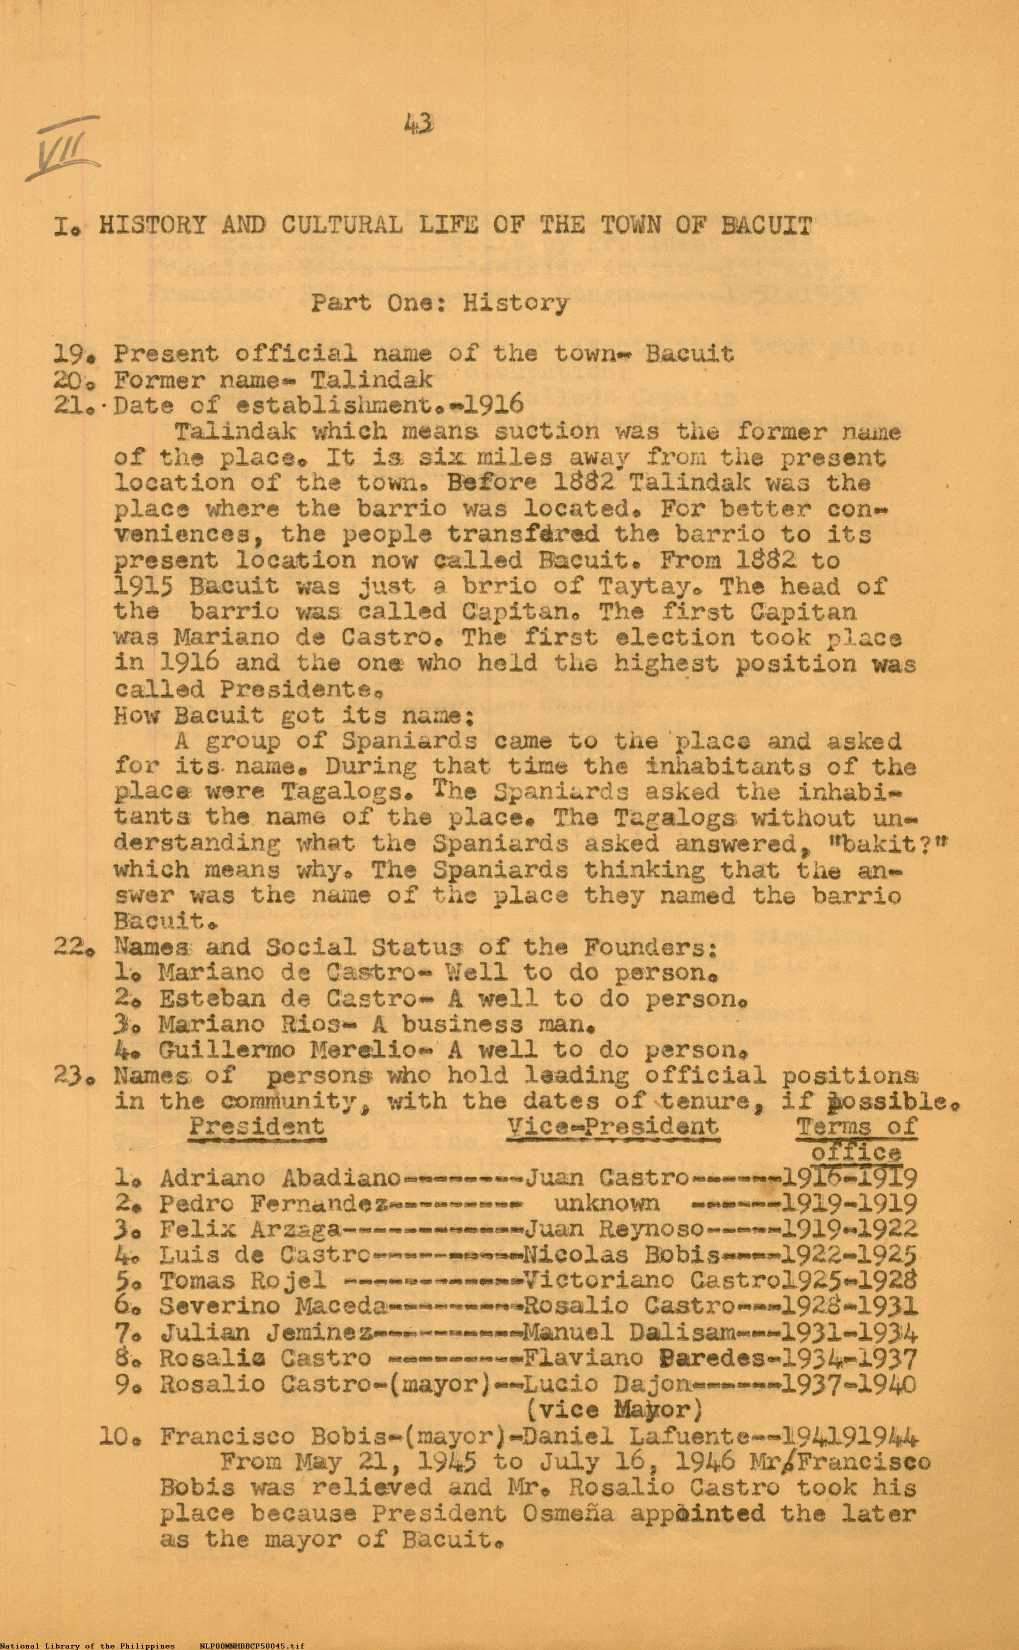 43
VII
I. HISTORY AND CULTURAL LIFE OF THE TOWN OF BACUIT
Part One: History
19. Present official name of the town- Bacuit
20. Former name- Talindak
21. Date of establishment.-1916
Talindak which means suction was the former name
of the place. It is six miles away from the present
location of the town. Before 1882 Talindak was the
place where the barrio was located. For better con-
veniences, the people transfered the barrio to its
present location now called Bacuit. From 1882 to
1915 Bacuit was just a brrio of Taytay. The head of
the barrio was called Capitan. The first Capitan
was Mariano de Castro. The first election took place
in 1916 and the one who held the highest position was
called Presidente.
How Bacuit got its name:
A group of Spaniards came to the place and asked
for its name. During that time the inhabitants of the
place were Tagalogs. The Spaniards asked the inhabi-
tants the name of the place. The Tagalogs without un-
derstanding what the Spaniards asked answered, "bakit?"
which means why. The Spaniards thinking that the an-
swer was the name of the place they named the barrio
Bacuit.
22. Names and Social Status of the Founders:
1. Mariano de Castro- Well to do person.
2. Esteban de Castro- A well to do person.
3. Mariano Rios- A business man.
4. Guillermo Merelio- A well to do person.
23. Names of persons who hold leading official positions
in the community, with the dates of tenure, if possible.
President Vice-President Terms of
office
1. Adriano Abadiano--------Juan Castro------1916-1919
2. Pedro Fernandez--------- unknown ------1919-1919
3. Felix Arzaga------------Juan Reynoso-----1919-1922
4. Luis de Castro----------Nicolas Bobis----1922-1925
5. Tomas Rojel ------------Victoriano Castro1925-1928
6. Severino Maceda---------Rosalio Castro---1928-1931
7. Julian Jeminez----------Manuel Dalisam---1931-1934
8. Rosalio Castro ---------Flaviano Paredes-1934-1937
9. Rosalio Castro-(mayor)--Lucio Dajon------1937-1940
(vice Mayor)
10. Francisco Bobis-(mayor)-Daniel Lafuente--194191944
From May 21, 1945 to July 16, 1946 Mr/Francisco
Bobis was relieved and Mr. Rosalio Castro took his
place because President Osmeña appointed the later
as the mayor of Bacuit.
National Library of the Philippines NLP00MNHBBCP50045.tif